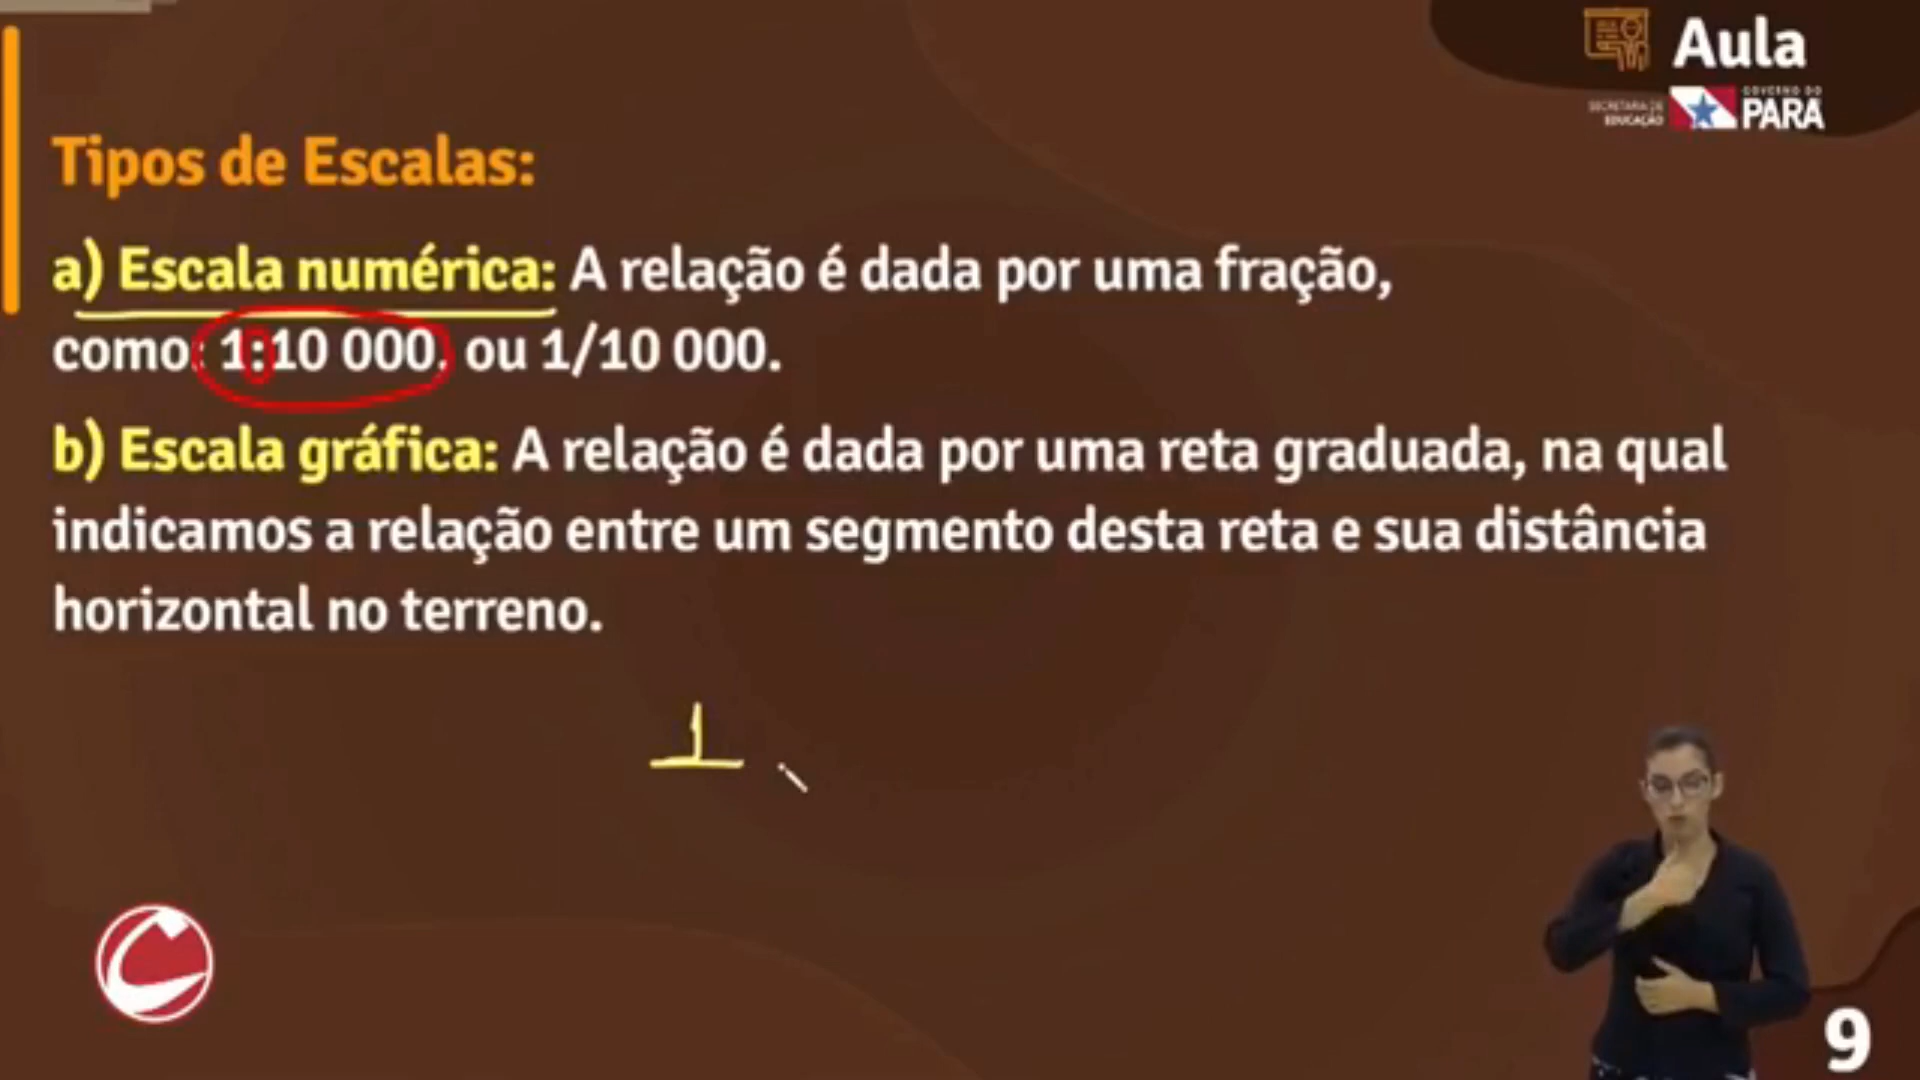 Aula
SECRETARIA DE
EDUCAÇÃO
GOVERNO DO
PARÁ
Tipos de Escalas:
a) Escala numérica: A relação é dada por uma fração,
como: 1:10 000. ou 1/10 000.
b) Escala gráfica: A relação é dada por uma reta graduada, na qual
indicamos a relação entre um segmento desta reta e sua distância
horizontal no terreno.
1
9